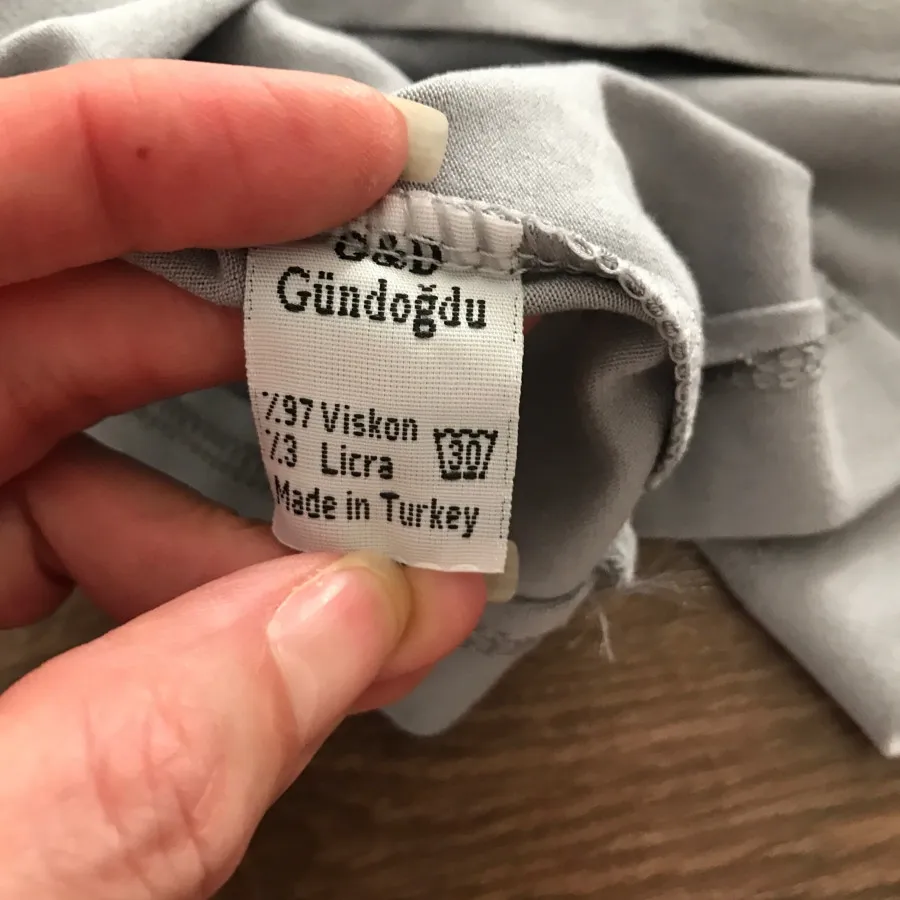 G&D
Gündoğdu
%97 Viskon
%3 Licra
30
Made in Turkey